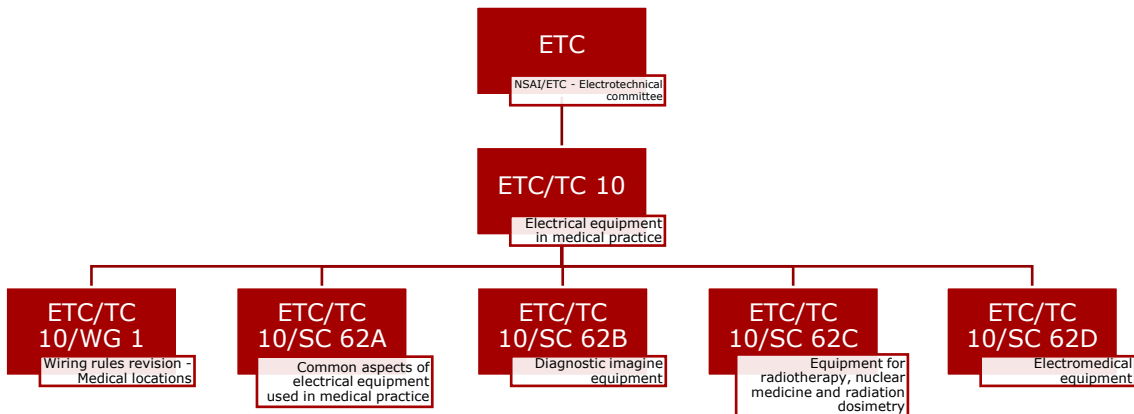 ETC
NSAI/ETC - Electrotechnical
committee
ETC/TC 10
Electrical equipment
in medical practice
ETC/TC
10/WG 1
Wiring rules revision -
Medical locations
ETC/TC
10/SC 62A
Common aspects of
electrical equipment
used in medical practice
ETC/TC
10/SC 62B
Diagnostic imagine
equipment
ETC/TC
10/SC 62C
Equipment for
radiotherapy, nuclear
medicine and radiation
dosimetry
ETC/TC
10/SC 62D
Electromedical
equipment